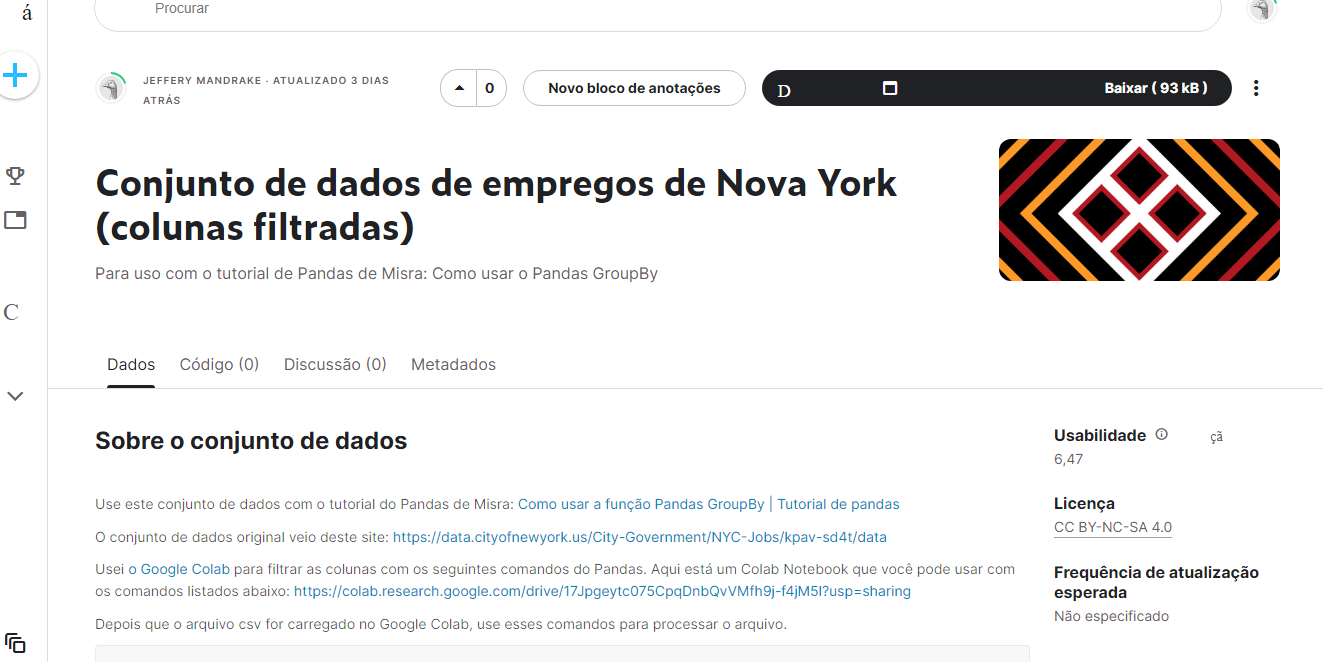 á
Procurar
JEFFERY MANDRAKE · ATUALIZADO 3 DIAS
ATRÁS
0
Novo bloco de anotações
D
Baixar ( 93 kB )
Conjunto de dados de empregos de Nova York
(colunas filtradas)
Para uso com o tutorial de Pandas de Misra: Como usar o Pandas GroupBy
C
Dados Código (0) Discussão (0) Metadados
Sobre o conjunto de dados
Use este conjunto de dados com o tutorial do Pandas de Misra: Como usar a função Pandas GroupBy | Tutorial de pandas
O conjunto de dados original veio deste site: https://data.cityofnewyork.us/City-Government/NYC-Jobs/kpav-sd4t/data
Usei o Google Colab para filtrar as colunas com os seguintes comandos do Pandas. Aqui está um Colab Notebook que você pode usar com
os comandos listados abaixo: https://colab.research.google.com/drive/17Jpgeytc075CpqDnbQvVMfh9j-f4jM5l?usp=sharing
Depois que o arquivo csv for carregado no Google Colab, use esses comandos para processar o arquivo.
Usabilidade
çã
6,47
Licença
CC BY-NC-SA 4.0
Frequência de atualização
esperada
Não especificado